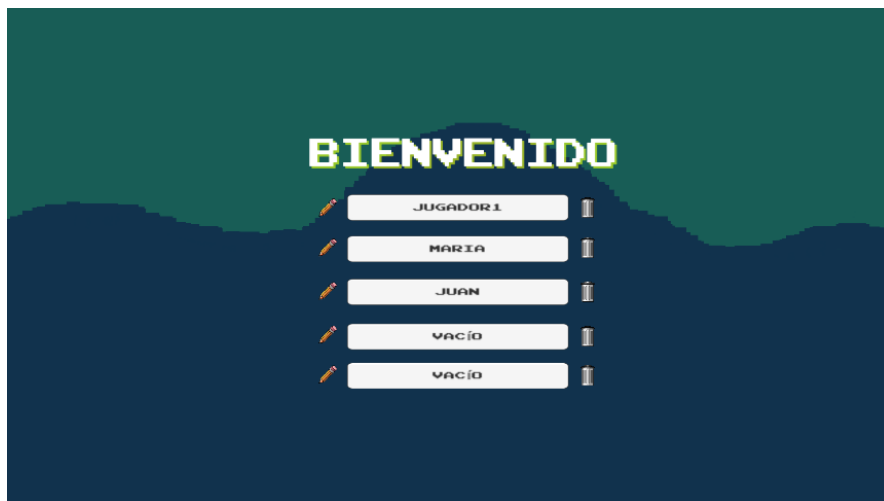 BIENVENIDO
JUGADOR1
MARIA
JUAN
VACÍO
VACÍO